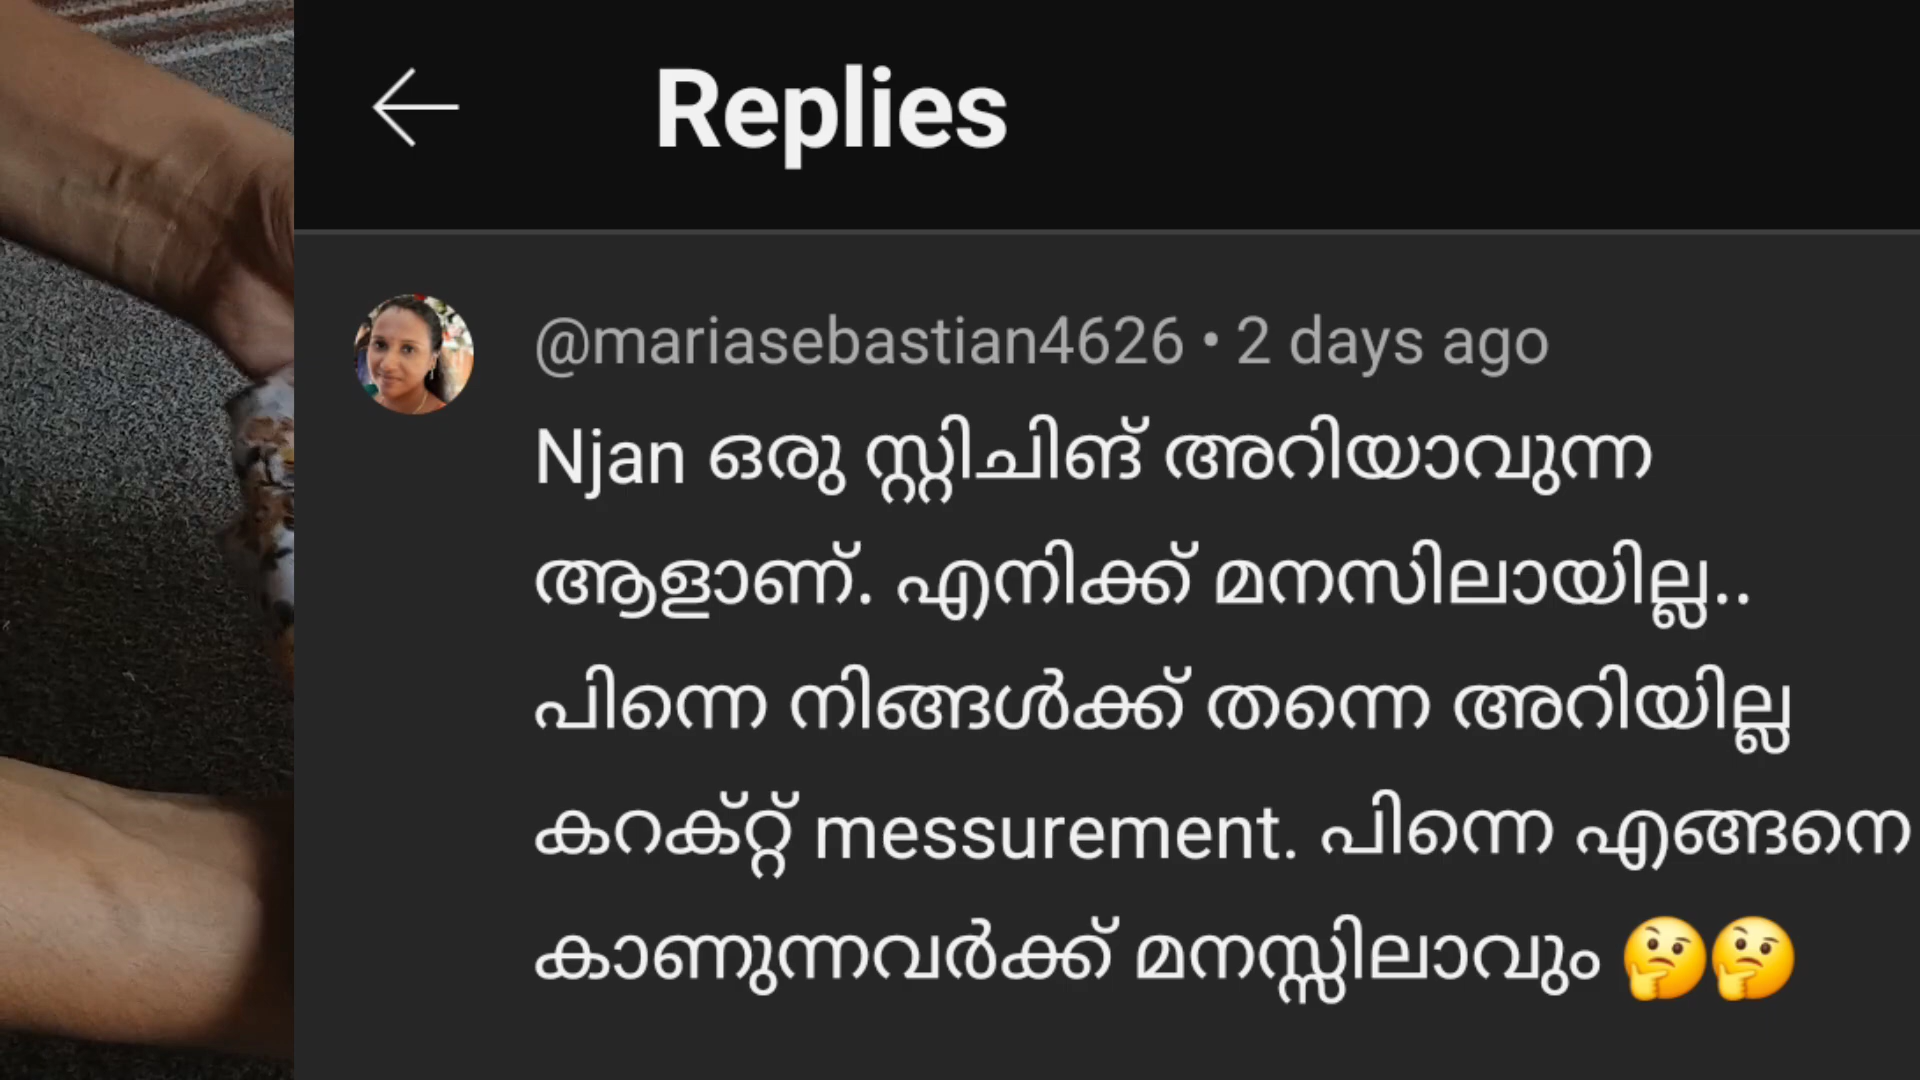 Replies
@mariasebastian4626 • 2 days ago
Njan ഒരു സ്റ്റിചിങ് അറിയാവുന്ന
ആളാണ്. എനിക്ക് മനസിലായില്ല..
പിന്നെ നിങ്ങൾക്ക് തന്നെ അറിയില്ല
കറക്റ്റ് messurement. പിന്നെ എങ്ങനെ
കാണുന്നവർക്ക് മനസ്സിലാവും 🤔🤔